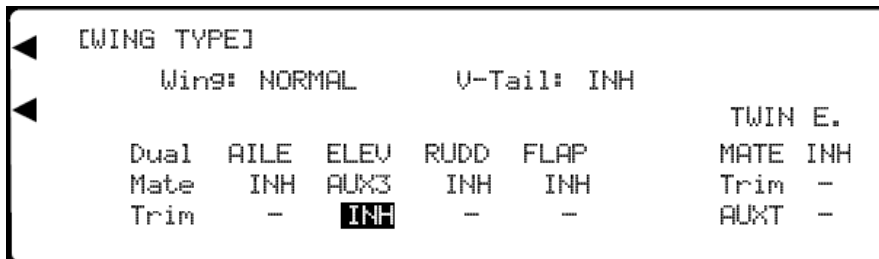 [WING TYPE]
Wing: NORMAL V-Tail: INH
TWIN E.
Dual AILE ELEV RUDD FLAP MATE INH
Mate INH AUX3 INH INH Trim -
Trim - INH - - AUXT -